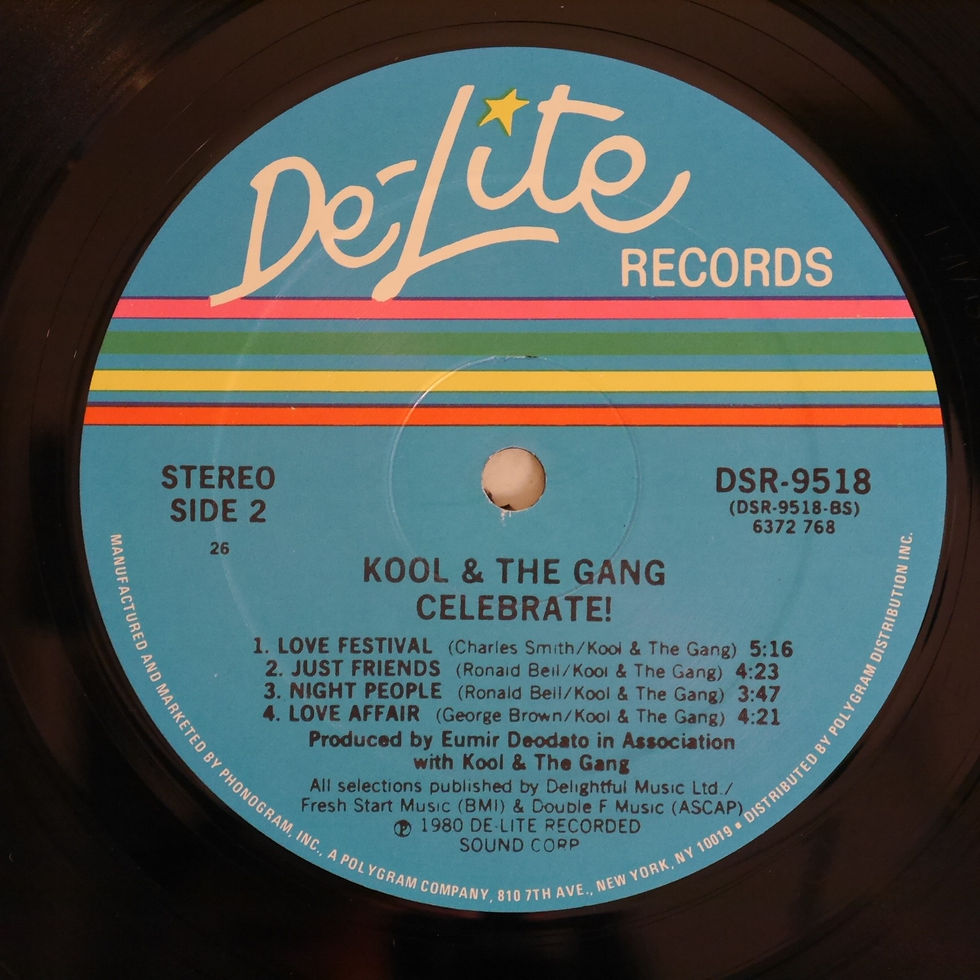 De-Lite
RECORDS
STEREO
SIDE 2
26
DSR-9518
(DSR-9518-BS)
6372 768
KOOL & THE GANG
CELEBRATE!
1. LOVE FESTIVAL (Charles Smith/Kool & The Gang) 5:16
2. JUST FRIENDS (Ronald Bell/Kool & The Gang) 4:23
3. NIGHT PEOPLE (Ronald Bell/Kool & The Gang) 3:47
4. LOVE AFFAIR (George Brown/Kool & The Gang) 4:21
Produced by Eumir Deodato in Association
with Kool & The Gang
All selections published by Delightful Music Ltd./
Fresh Start Music (BMI) & Double F Music (ASCAP)
℗ 1980 DE-LITE RECORDED
SOUND CORP
MANUFACTURED AND MARKETED BY PHONOGRAM, INC., A POLYGRAM COMPANY, 810 7TH AVE., NEW YORK, NY 10019 • DISTRIBUTED BY POLYGRAM DISTRIBUTION INC.